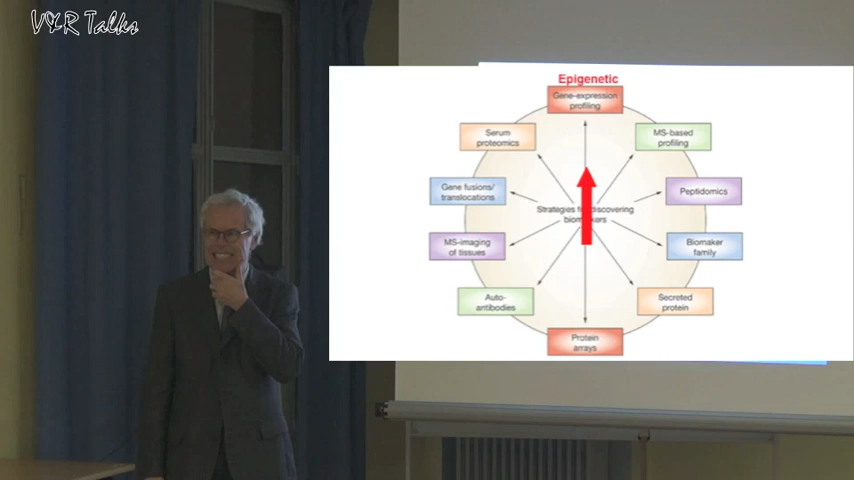 V&R Talks
Epigenetic
Gene-expression
profiling
Serum
proteomics
MS-based
profiling
Gene fusions/
translocations
Peptidomics
Strategies for discovering
biomarkers
MS-imaging
of tissues
Biomaker
family
Auto-
antibodies
Secreted
protein
Protein
arrays